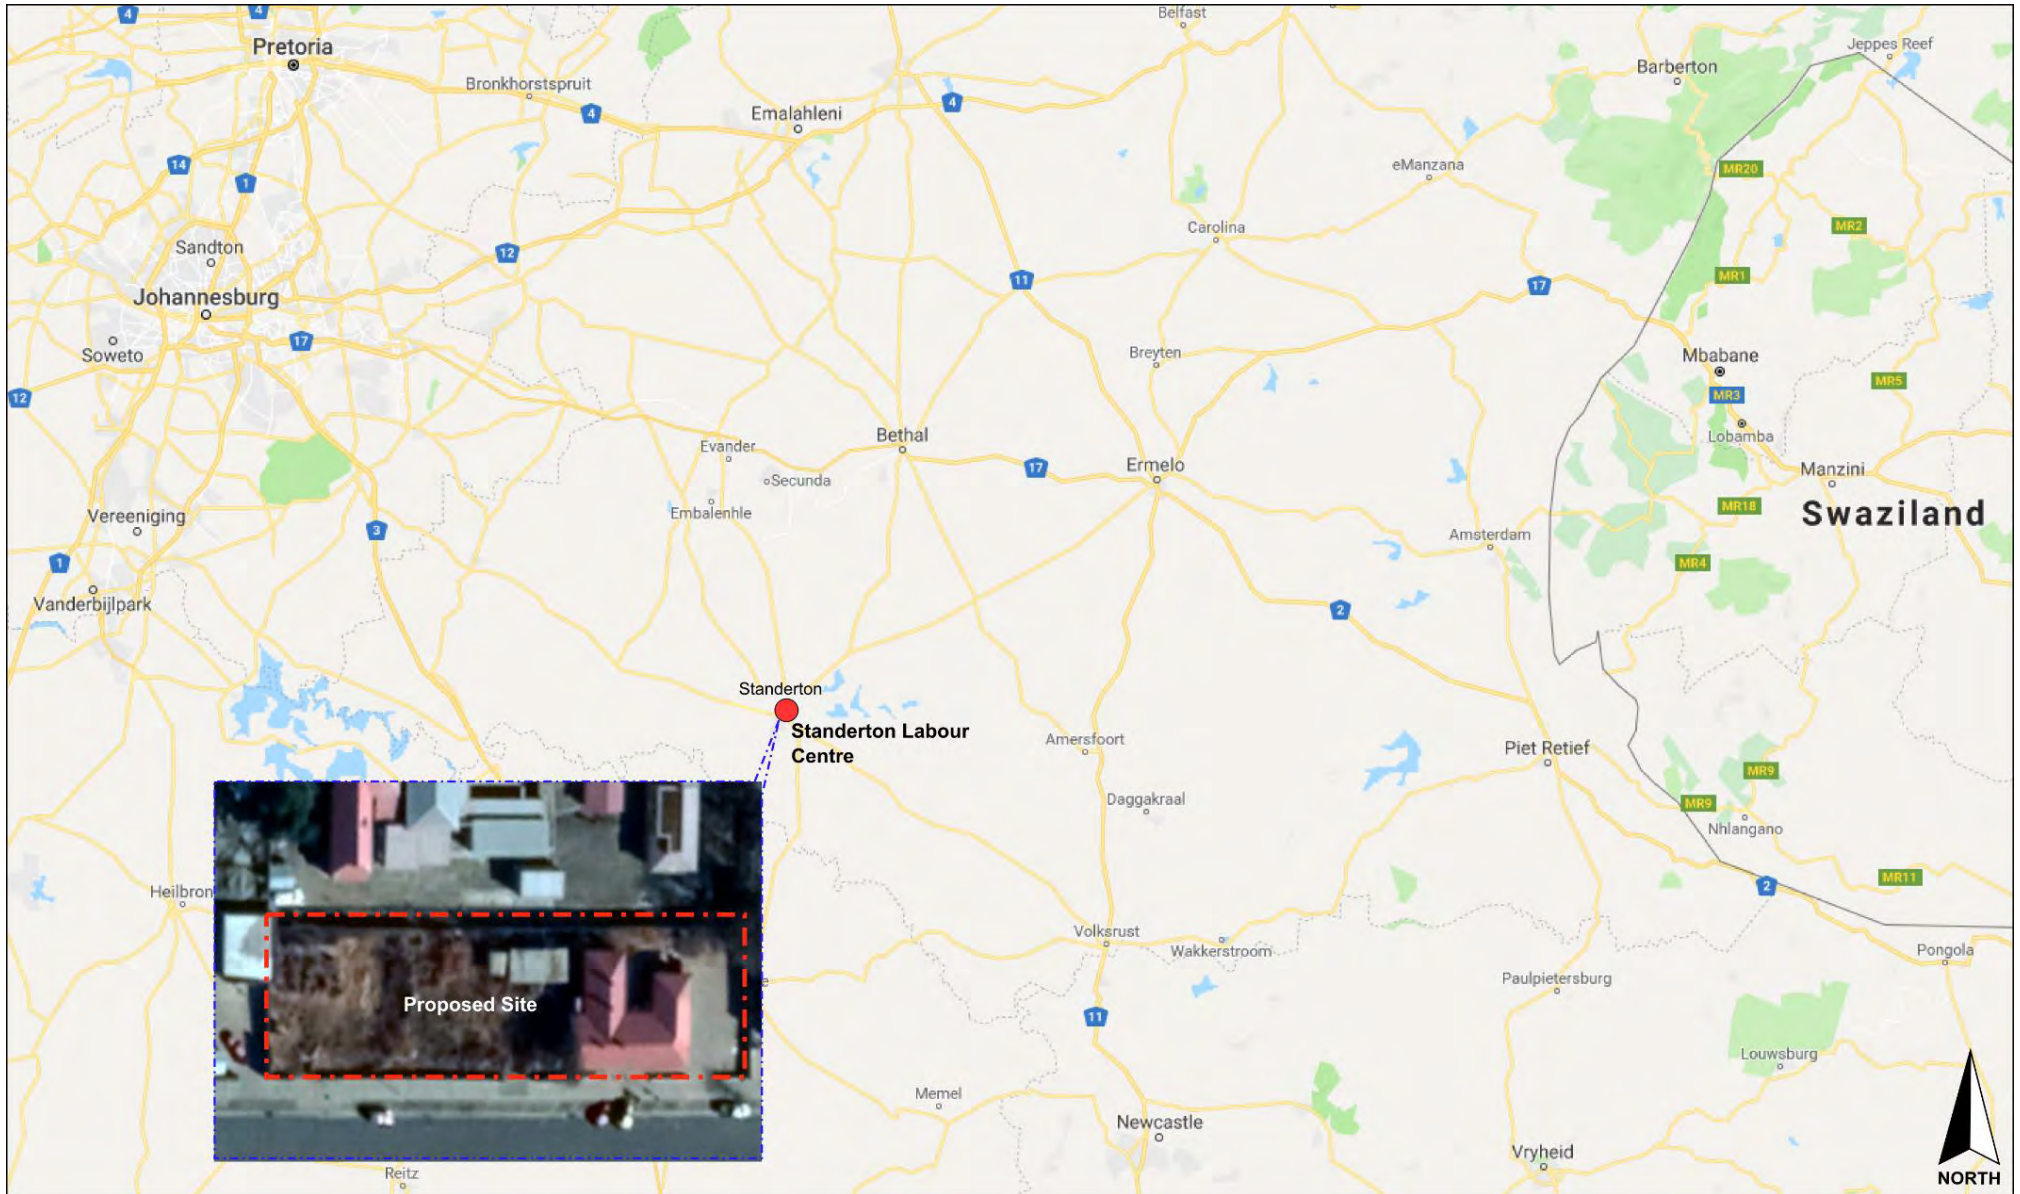 4
4
Belfast
Pretoria
Jeppes Reef
Barberton
Bronkhorstspruit
4
4
Emalahleni
14
1
eManzana
MR20
Carolina
MR2
Sandton
12
11
17
MR1
Johannesburg
17
Soweto
Breyten
Mbabane
12
MR5
MR3
Bethal
Lobamba
Evander
17
Ermelo
Manzini
Secunda
Embalenhle
MR18
Swaziland
Vereeniging
3
Amsterdam
1
MR4
Vanderbijlpark
2
Standerton
Standerton Labour
Centre
Amersfoort
Piet Retief
MR9
Daggakraal
MR9
Nhlangano
Heilbron
MR11
2
Volksrust
Wakkerstroom
Pongola
Paulpietersburg
Proposed Site
11
Louwsburg
Memel
Newcastle
Vryheid
Reitz
NORTH